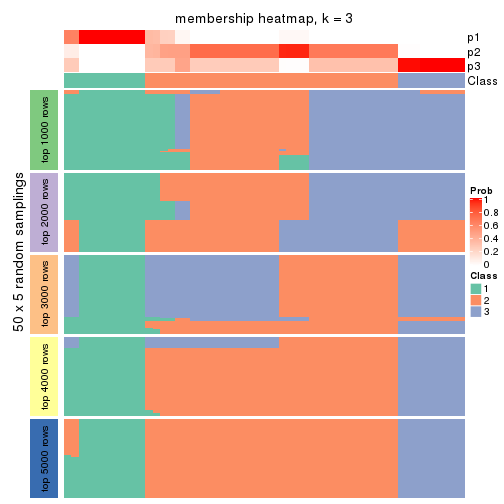 membership heatmap, k = 3
p1
p2
p3
Class
50 x 5 random samplings
top 1000 rows
top 2000 rows
top 3000 rows
top 4000 rows
top 5000 rows
Prob
1
0.8
0.6
0.4
0.2
0
Class
1
2
3